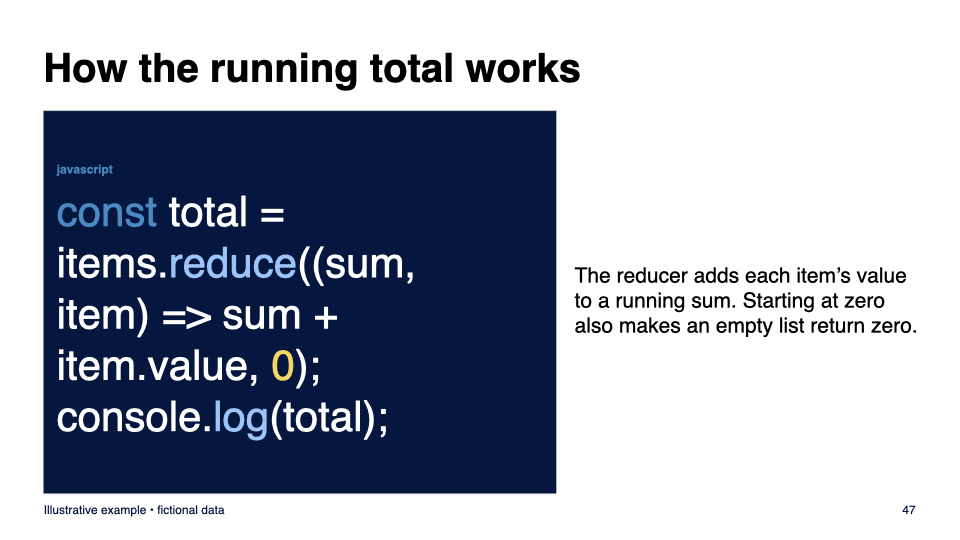 How the running total works
javascript
const total =
items.reduce((sum,
item) => sum +
item.value, 0);
console.log(total);
The reducer adds each item’s value
to a running sum. Starting at zero
also makes an empty list return zero.
Illustrative example • fictional data
47